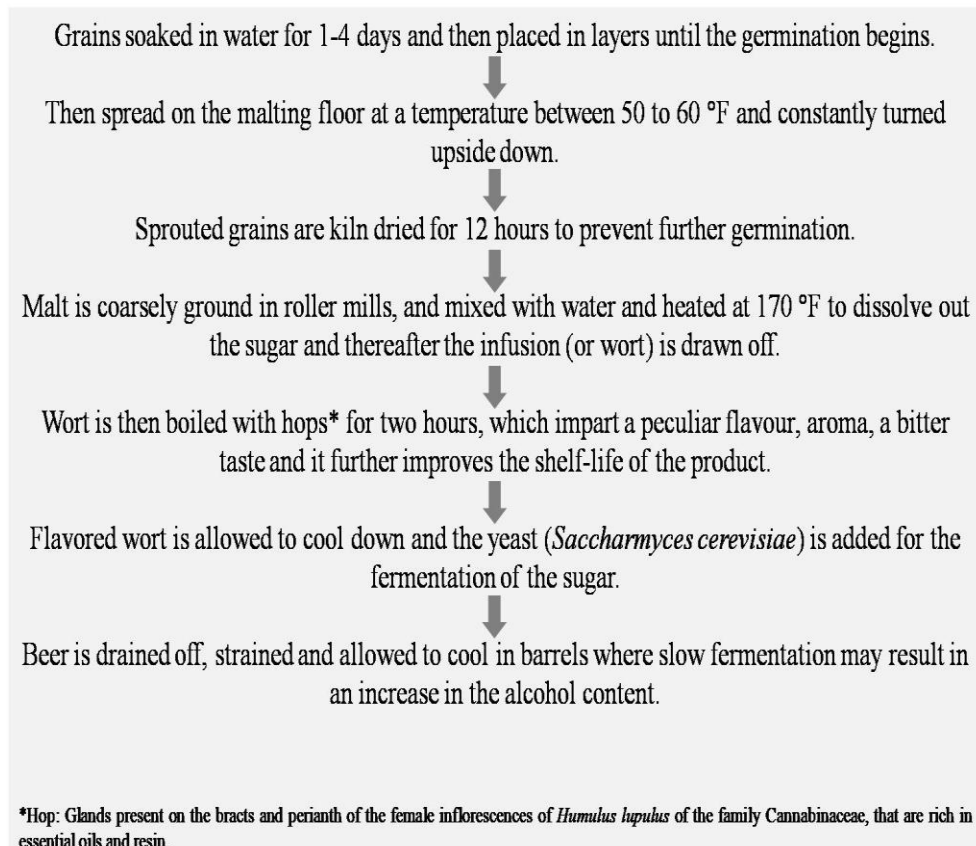 Grains soaked in water for 1-4 days and then placed in layers until the germination begins.
Then spread on the malting floor at a temperature between 50 to 60 °F and constantly turned
upside down.
Sprouted grains are kiln dried for 12 hours to prevent further germination.
Malt is coarsely ground in roller mills, and mixed with water and heated at 170 °F to dissolve out
the sugar and thereafter the infusion (or wort) is drawn off.
Wort is then boiled with hops* for two hours, which impart a peculiar flavour, aroma, a bitter
taste and it further improves the shelf-life of the product.
Flavored wort is allowed to cool down and the yeast (Saccharmyces cerevisiae) is added for the
fermentation of the sugar.
Beer is drained off, strained and allowed to cool in barrels where slow fermentation may result in
an increase in the alcohol content.
*Hop: Glands present on the bracts and perianth of the female inflorescences of Humulus lupulus of the family Cannabinaceae, that are rich in
essential oils and resin